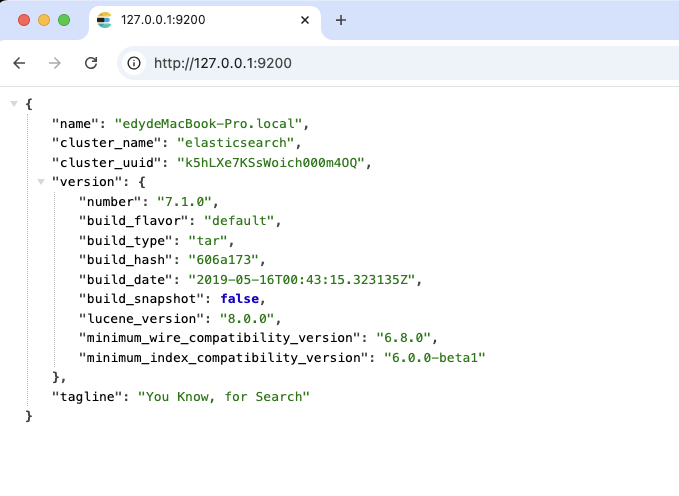 127.0.0.1:9200
http://127.0.0.1:9200
{
"name": "edydeMacBook-Pro.local",
"cluster_name": "elasticsearch",
"cluster_uuid": "k5hLXe7KSsWoich000m4OQ",
"version": {
"number": "7.1.0",
"build_flavor": "default",
"build_type": "tar",
"build_hash": "606a173",
"build_date": "2019-05-16T00:43:15.323135Z",
"build_snapshot": false,
"lucene_version": "8.0.0",
"minimum_wire_compatibility_version": "6.8.0",
"minimum_index_compatibility_version": "6.0.0-beta1"
},
"tagline": "You Know, for Search"
}